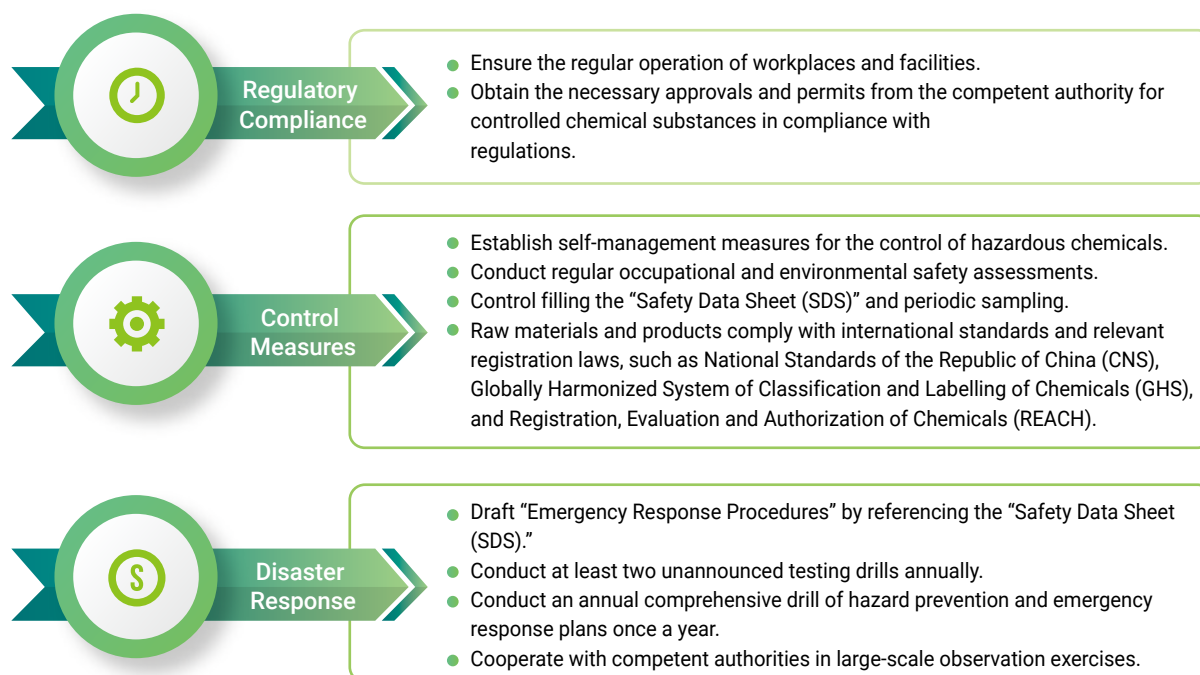 Regulatory
Compliance
● Ensure the regular operation of workplaces and facilities.
● Obtain the necessary approvals and permits from the competent authority for
controlled chemical substances in compliance with
regulations.
Control
Measures
● Establish self-management measures for the control of hazardous chemicals.
● Conduct regular occupational and environmental safety assessments.
● Control filling the “Safety Data Sheet (SDS)” and periodic sampling.
● Raw materials and products comply with international standards and relevant
registration laws, such as National Standards of the Republic of China (CNS),
Globally Harmonized System of Classification and Labelling of Chemicals (GHS),
and Registration, Evaluation and Authorization of Chemicals (REACH).
S
Disaster
Response
● Draft “Emergency Response Procedures” by referencing the “Safety Data Sheet
(SDS).”
● Conduct at least two unannounced testing drills annually.
● Conduct an annual comprehensive drill of hazard prevention and emergency
response plans once a year.
● Cooperate with competent authorities in large-scale observation exercises.